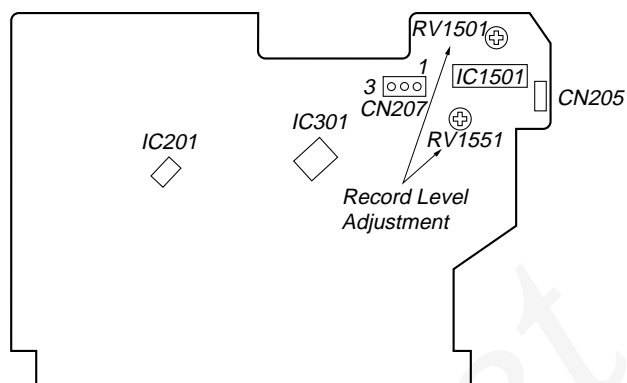 RV1501
1
IC1501
3
CN207
CN205
IC301
IC201
RV1551
Record Level
Adjustment